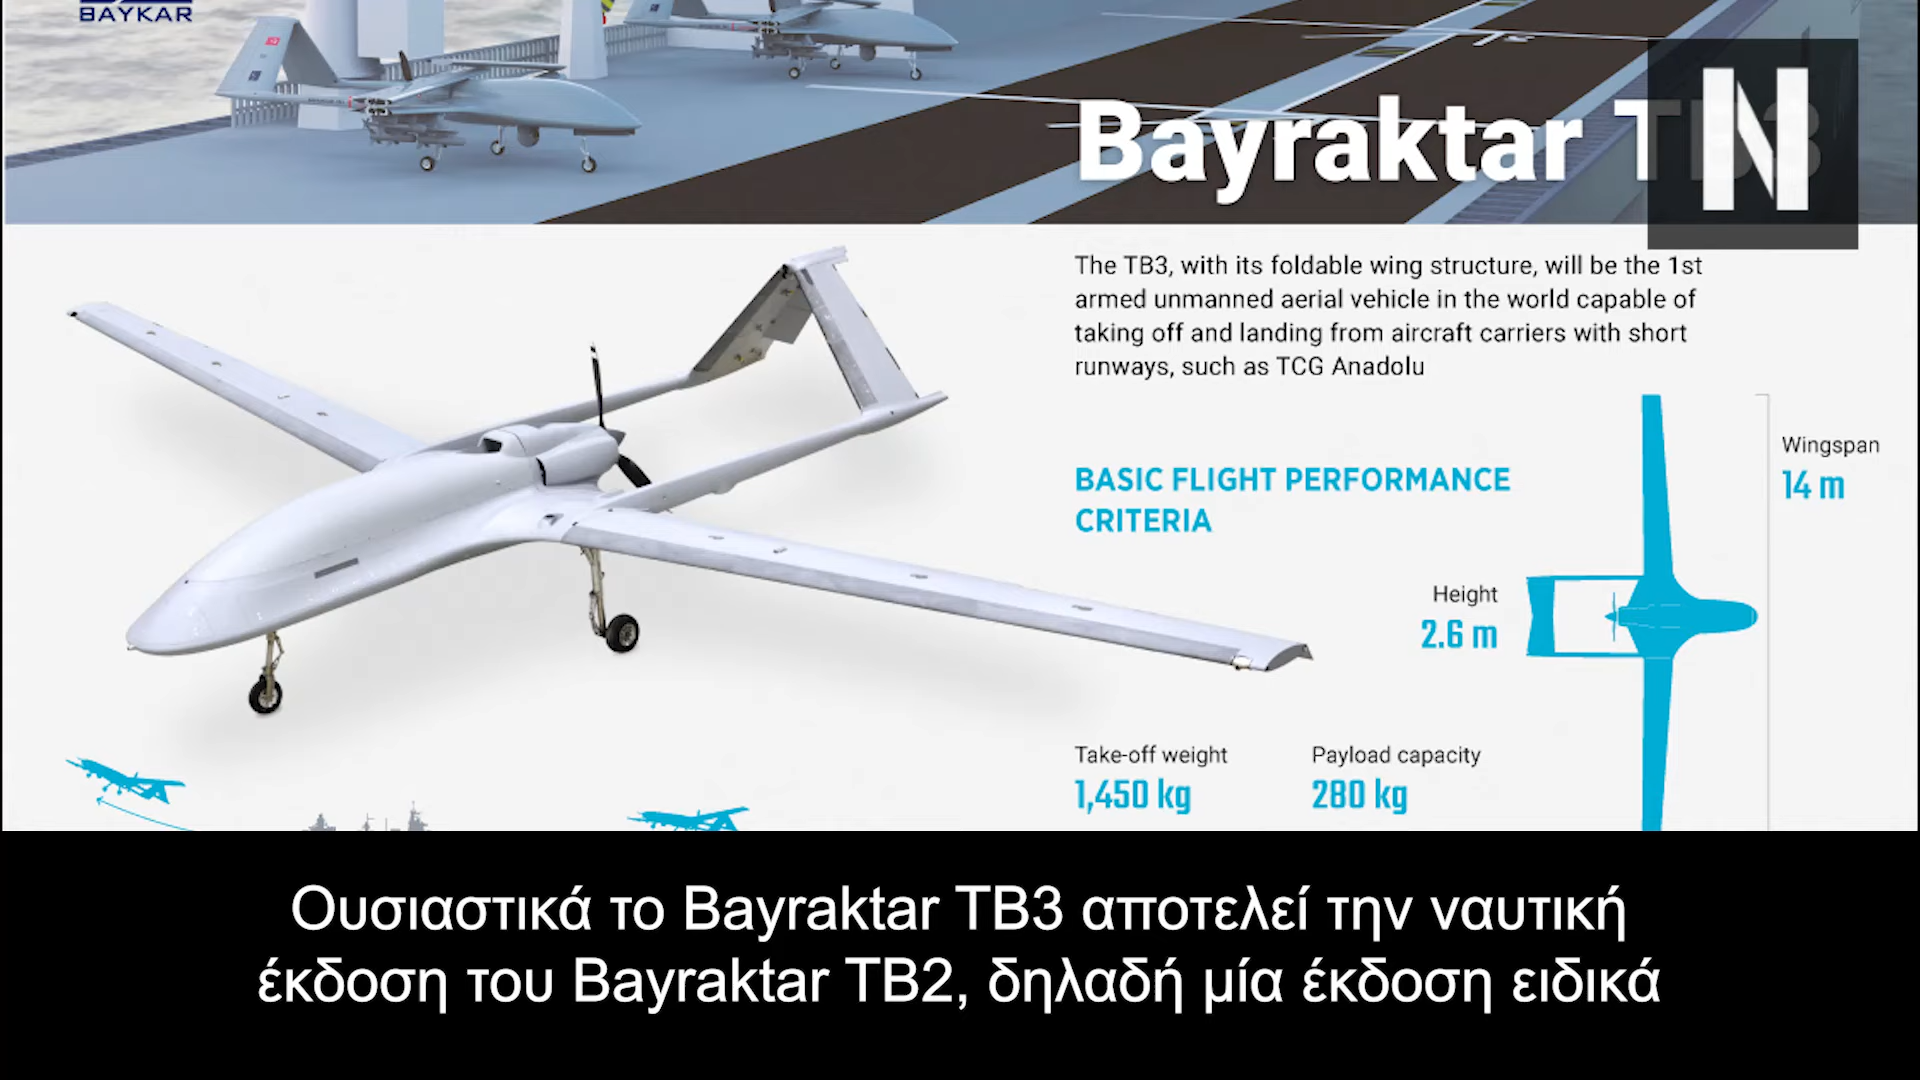 BAYKAR
Bayraktar TB3
N
The TB3, with its foldable wing structure, will be the 1st
armed unmanned aerial vehicle in the world capable of
taking off and landing from aircraft carriers with short
runways, such as TCG Anadolu
BASIC FLIGHT PERFORMANCE
CRITERIA
Wingspan
14 m
Height
2.6 m
Take-off weight
1,450 kg
Payload capacity
280 kg
Ουσιαστικά το Bayraktar TB3 αποτελεί την ναυτική
έκδοση του Bayraktar TB2, δηλαδή μία έκδοση ειδικά